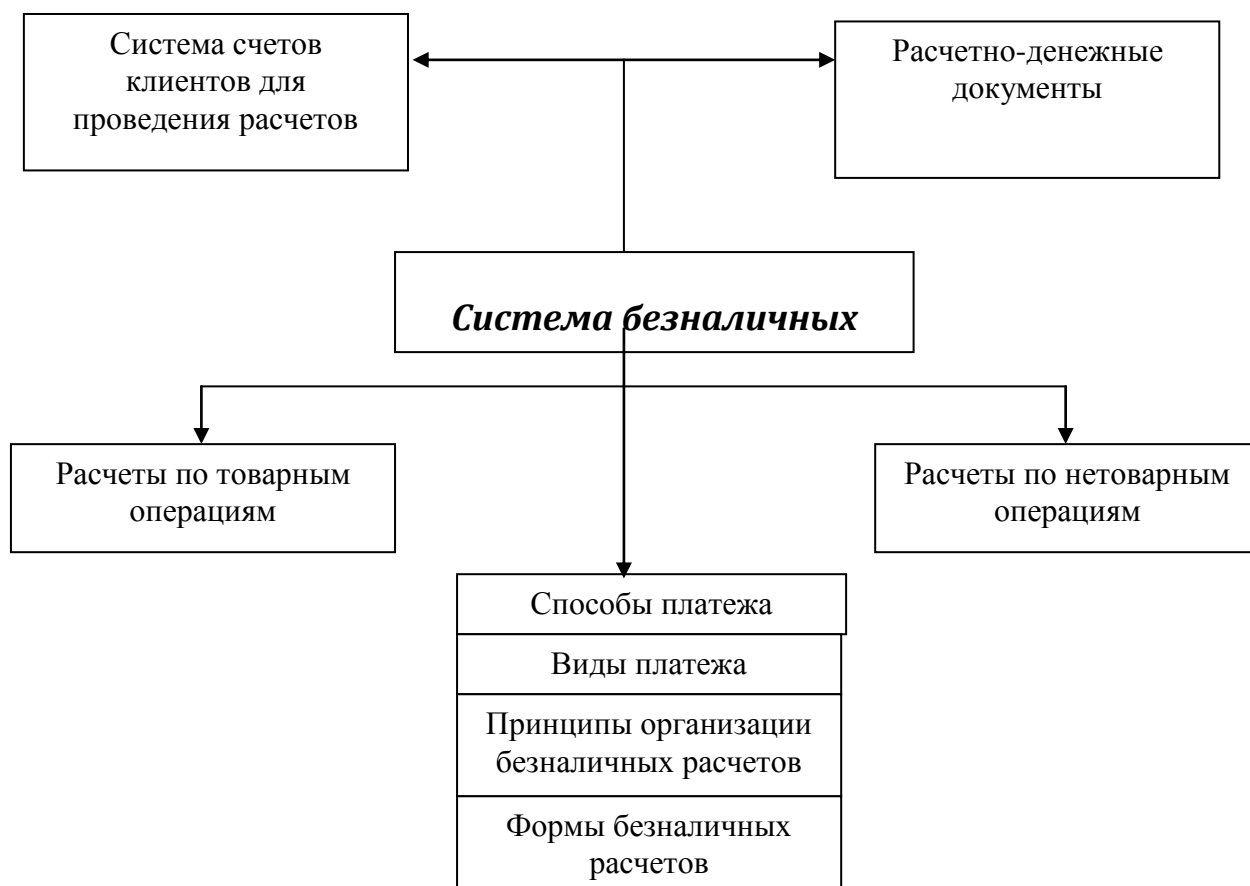 Система счетов
клиентов для
проведения расчетов
Расчетно-денежные
документы
Система безналичных
Расчеты по товарным
операциям
Расчеты по нетоварным
операциям
Способы платежа
Виды платежа
Принципы организации
безналичных расчетов
Формы безналичных
расчетов